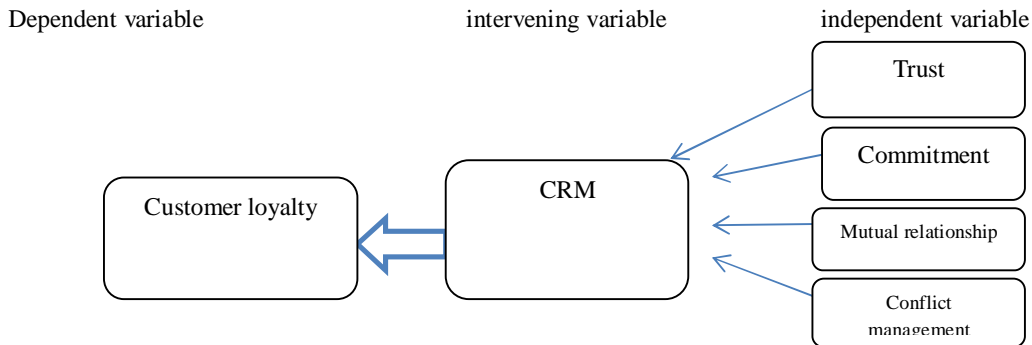 Dependent variable
intervening variable
independent variable
Trust
Commitment
CRM
Customer loyalty
Mutual relationship
Conflict
management